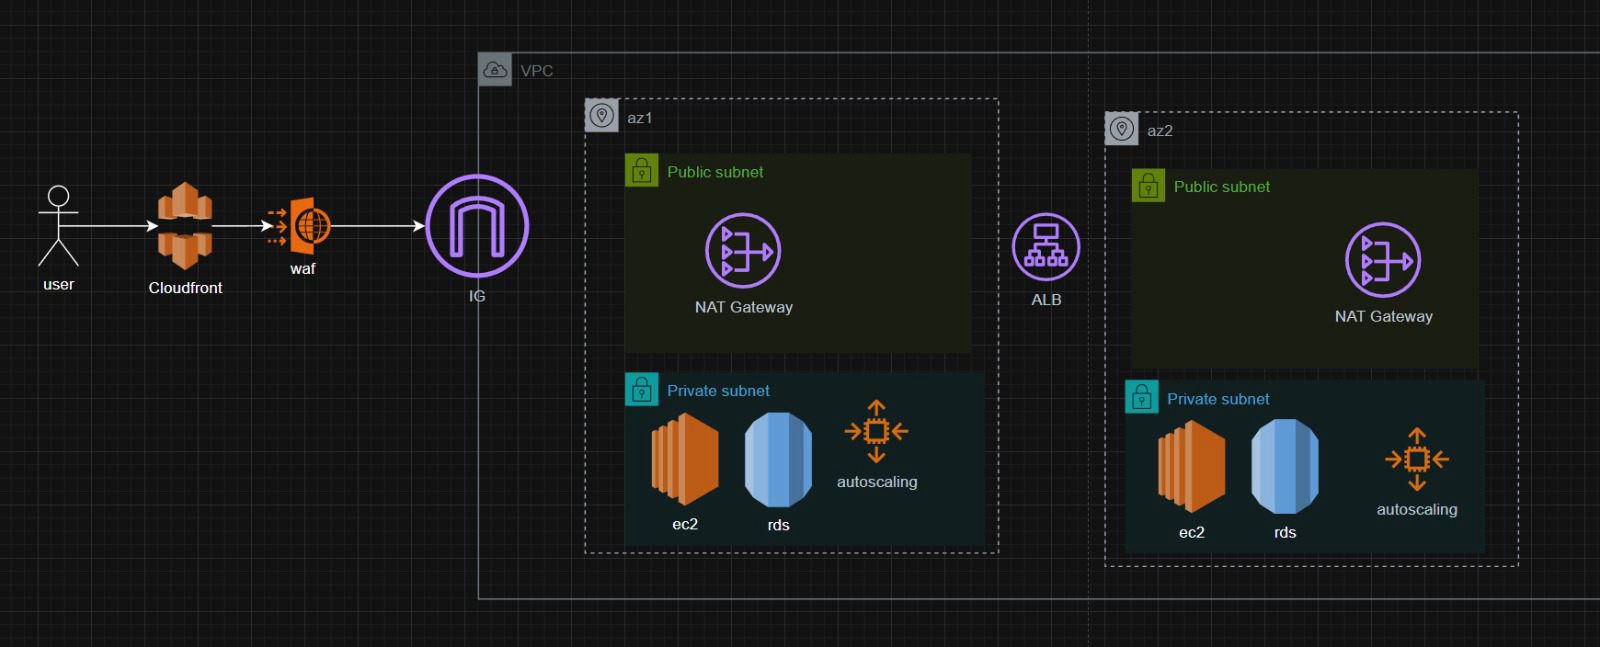 user
Cloudfront
waf
IG
VPC
az1
Public subnet
NAT Gateway
Private subnet
ec2
rds
autoscaling
ALB
az2
Public subnet
NAT Gateway
Private subnet
ec2
rds
autoscaling